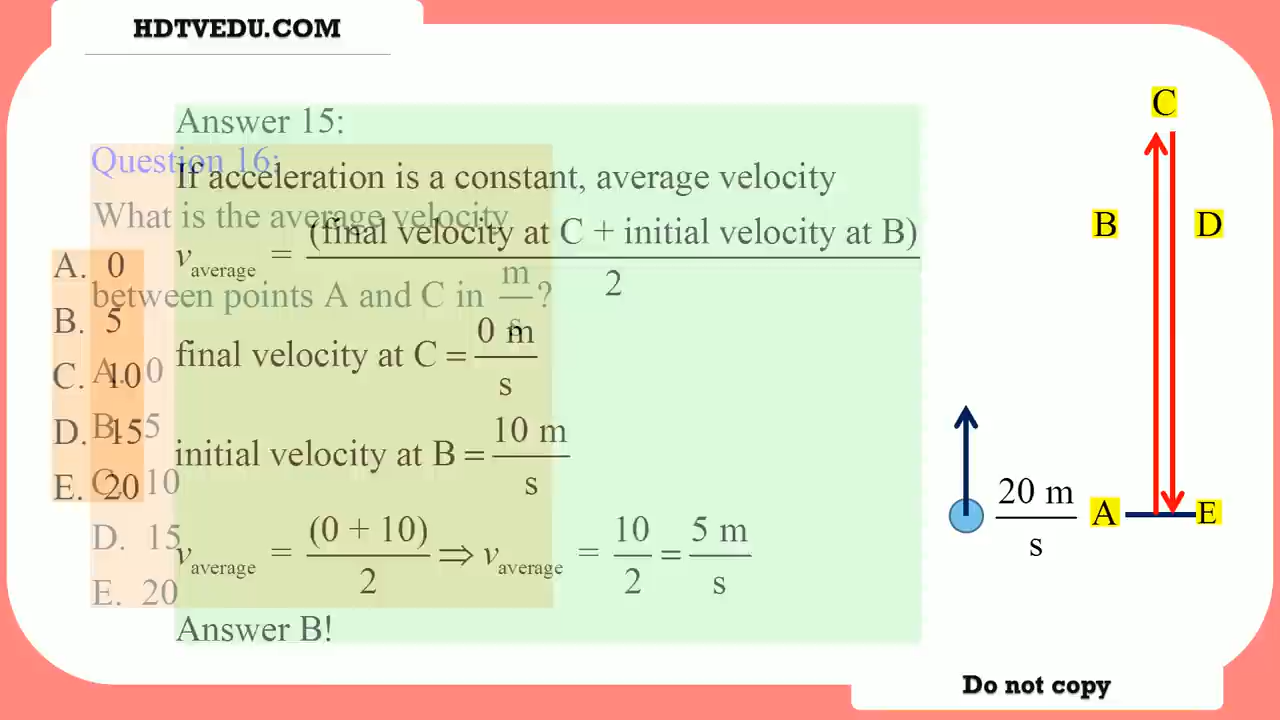 HDTVEDU.COM
Answer 15:
If acceleration is a constant, average velocity
v average = (final velocity at C + initial velocity at B) / 2
final velocity at C = 0 m / s
initial velocity at B = 10 m / s
v average = (0 + 10) / 2 ⇒ v average = 10 / 2 = 5 m / s
Answer B!
Question 16:
What is the average velocity
between points A and C in m / s ?
A. 0
B. 5
C. 10
D. 15
E. 20
A. 0
B. 5
C. 10
D. 15
E. 20
C
B
D
20 m / s
A
E
Do not copy